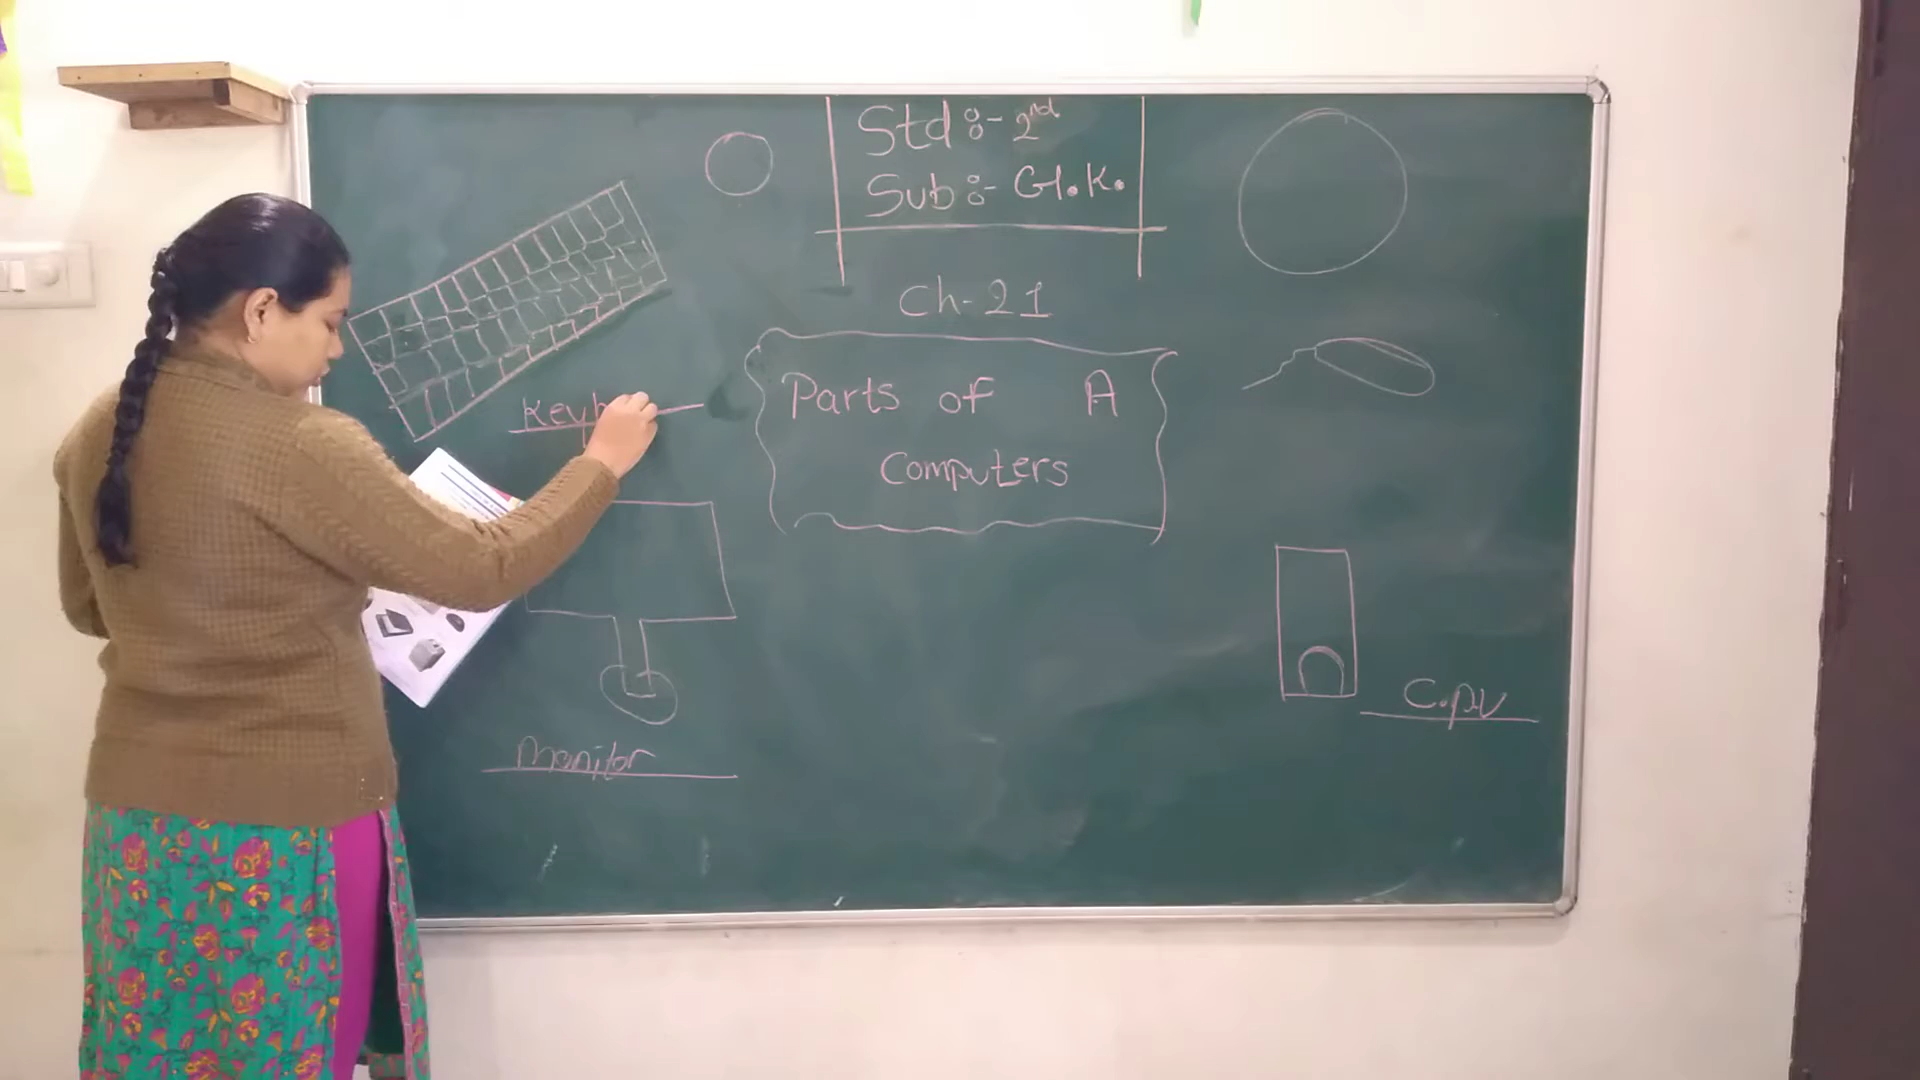 Std :- 2nd
Sub :- G.K.
Ch-21
Parts of A
Computers
Keyb
Monitor
C.p.u